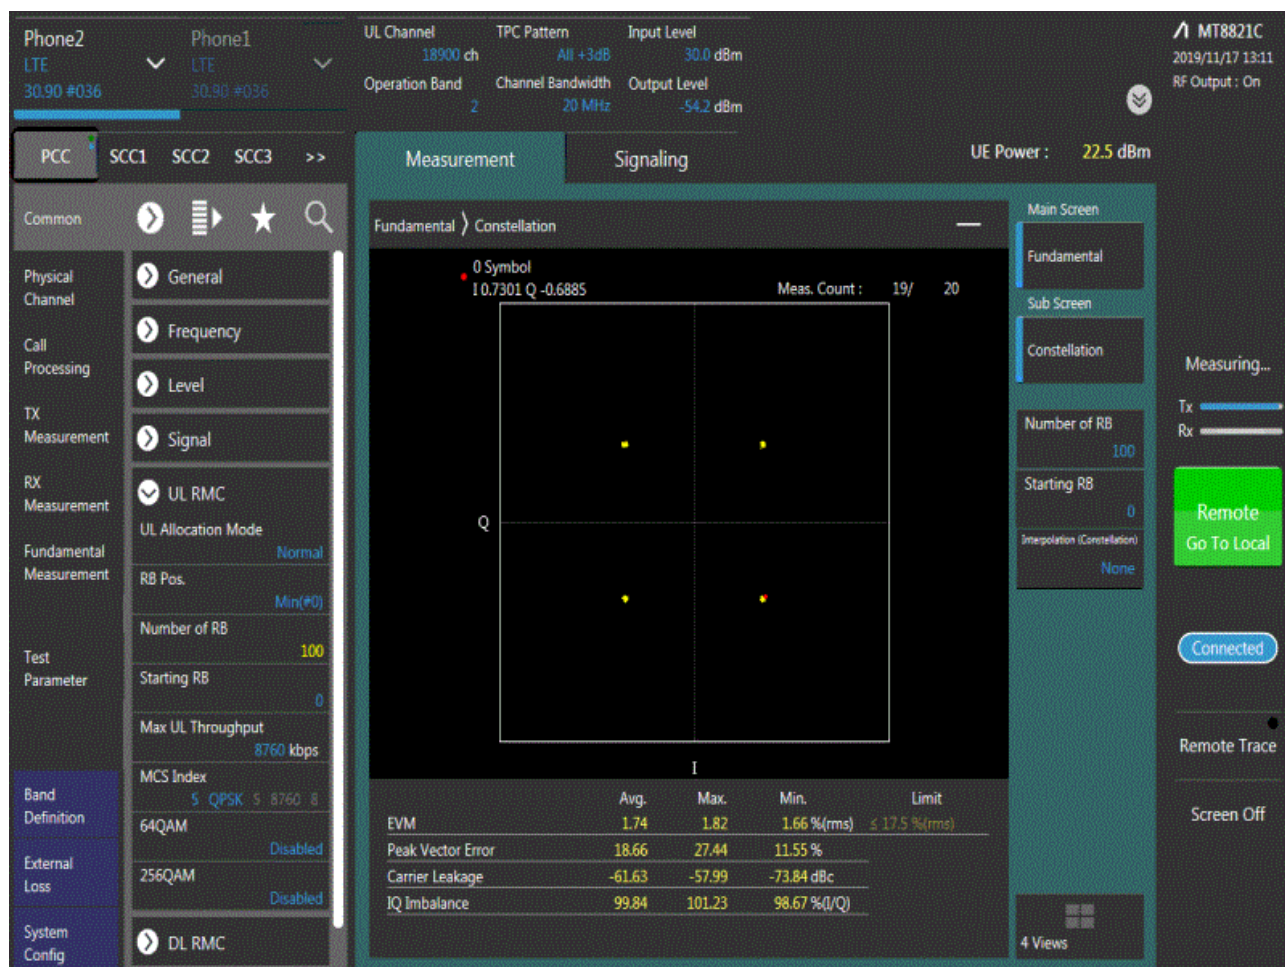 Phone2
LTE
30.90 #036
Phone1
LTE
30.90 #036
UL Channel
18900 ch
TPC Pattern
All +3dB
Input Level
30.0 dBm
Operation Band
2
Channel Bandwidth
20 MHz
Output Level
-54.2 dBm
MT8821C
2019/11/17 13:11
RF Output : On
PCC SCC1 SCC2 SCC3 >>
Measurement
Signaling
UE Power : 22.5 dBm
Common
Physical
Channel
Call
Processing
TX
Measurement
RX
Measurement
Fundamental
Measurement
Test
Parameter
Band
Definition
External
Loss
System
Config
General
Frequency
Level
Signal
UL RMC
UL Allocation Mode
Normal
RB Pos.
Min(#0)
Number of RB
100
Starting RB
0
Max UL Throughput
8760 kbps
MCS Index
5 QPSK 5 8760 8
64QAM
Disabled
256QAM
Disabled
DL RMC
Fundamental 〉 Constellation
0 Symbol
I 0.7301 Q -0.6885
Meas. Count : 19/ 20
Q
I
Avg. Max. Min. Limit
EVM 1.74 1.82 1.66 %(rms) ≤ 17.5 %(rms)
Peak Vector Error 18.66 27.44 11.55 %
Carrier Leakage -61.63 -57.99 -73.84 dBc
IQ Imbalance 99.84 101.23 98.67 %(I/Q)
Main Screen
Fundamental
Sub Screen
Constellation
Number of RB
100
Starting RB
0
Interpolation (Constellation)
None
4 Views
Measuring...
Tx
Rx
Remote
Go To Local
Connected
Remote Trace
Screen Off